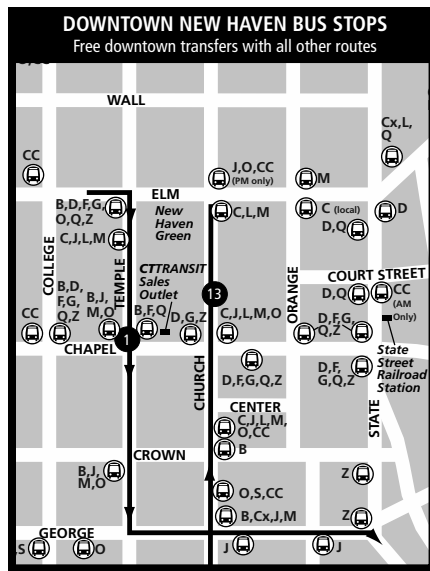 DOWNTOWN NEW HAVEN BUS STOPS
Free downtown transfers with all other routes
WALL
Cx,L,
Q
CC
J,O,CC
(PM only)
M
ELM
B,D,F,G,
O,Q,Z
New
Haven
Green
C,L,M
C (local)
D
D,Q
C,J,L,M
COLLEGE
TEMPLE
CTTRANSIT
Sales
Outlet
13
ORANGE
COURT STREET
B,D,
F,G,
Q,Z
B,J,
M,O
D,Q
CC
(AM
Only)
CC
B,F,Q
D,G,Z
C,J,L,M,O
D,F,G,
Q,Z
1
CHAPEL
State
Street
Railroad
Station
CHURCH
D,F,G,Q,Z
D,F,
G,Q,Z
STATE
CENTER
C,J,L,M,
O,CC
B
CROWN
B,J,
M,O
Z
O,S,CC
B,Cx,J,M
Z
GEORGE
,S
O
J
J